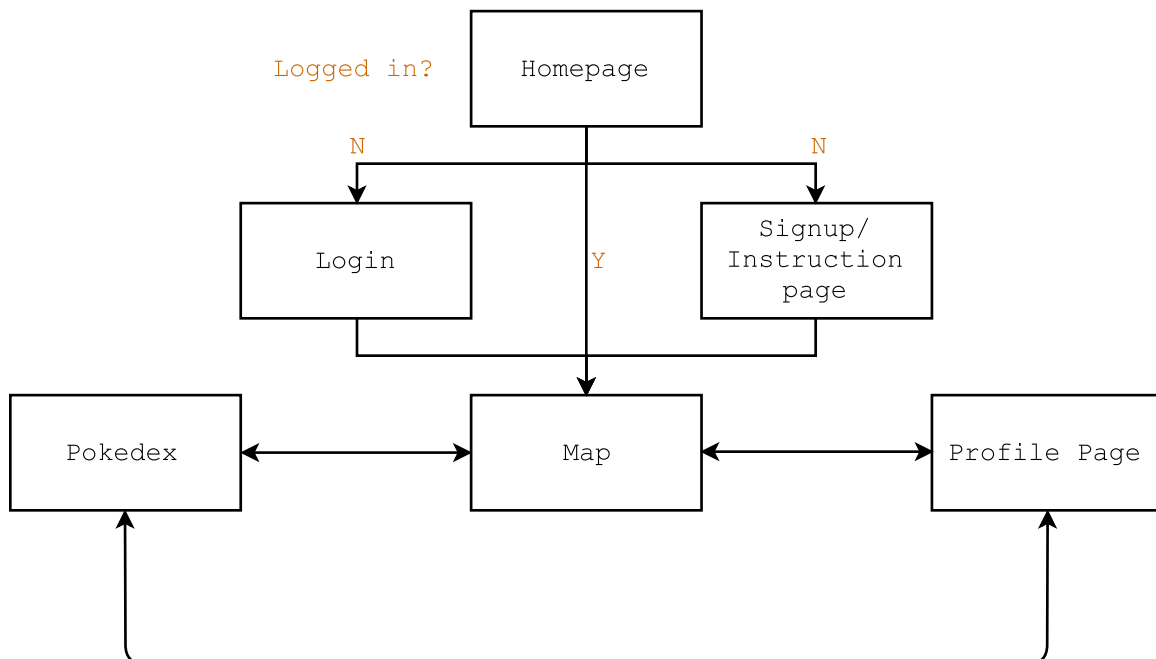 Logged in?
Homepage
N
N
Login
Y
Signup/
Instruction
page
Pokedex
Map
Profile Page